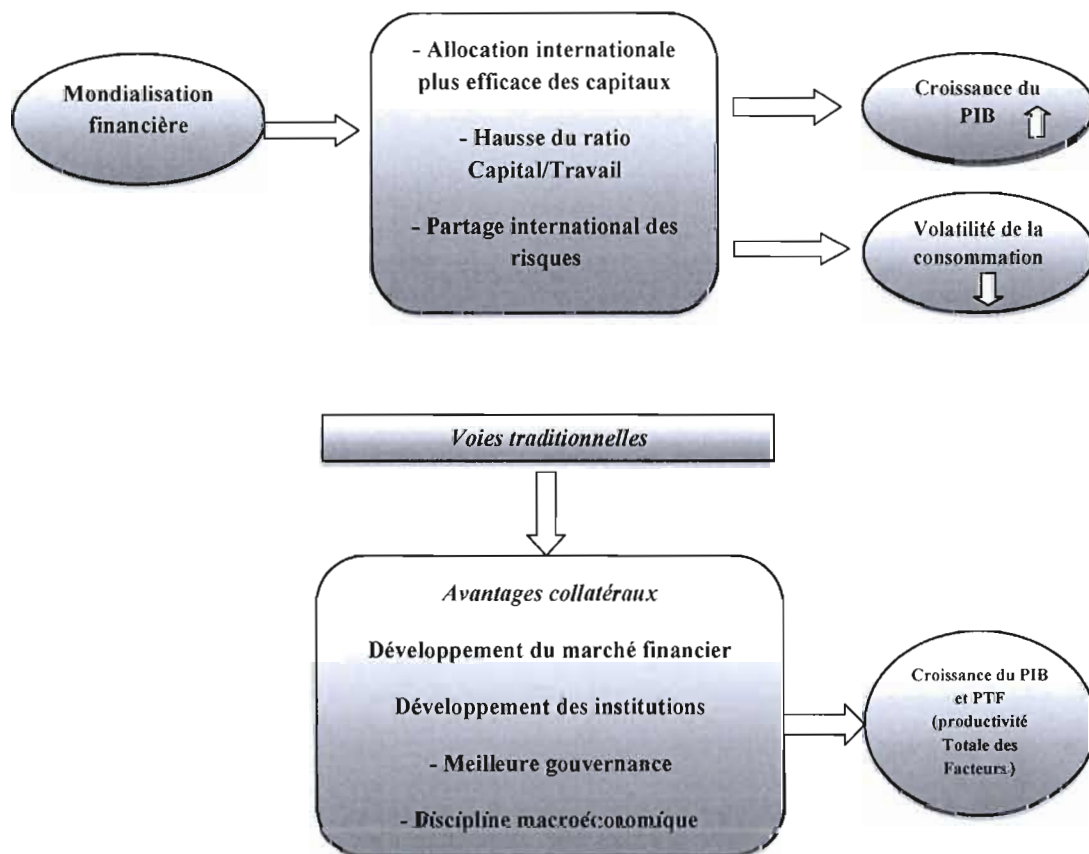 Mondialisation
financière
- Allocation internationale
plus efficace des capitaux
- Hausse du ratio
Capital/Travail
- Partage international des
risques
Croissance du
PIB
Volatilité de la
consommation
Voies traditionnelles
Avantages collatéraux
Développement du marché financier
Développement des institutions
- Meilleure gouvernance
- Discipline macroéconomique
Croissance du PIB
et PTF
(productivité
Totale des
Facteurs)